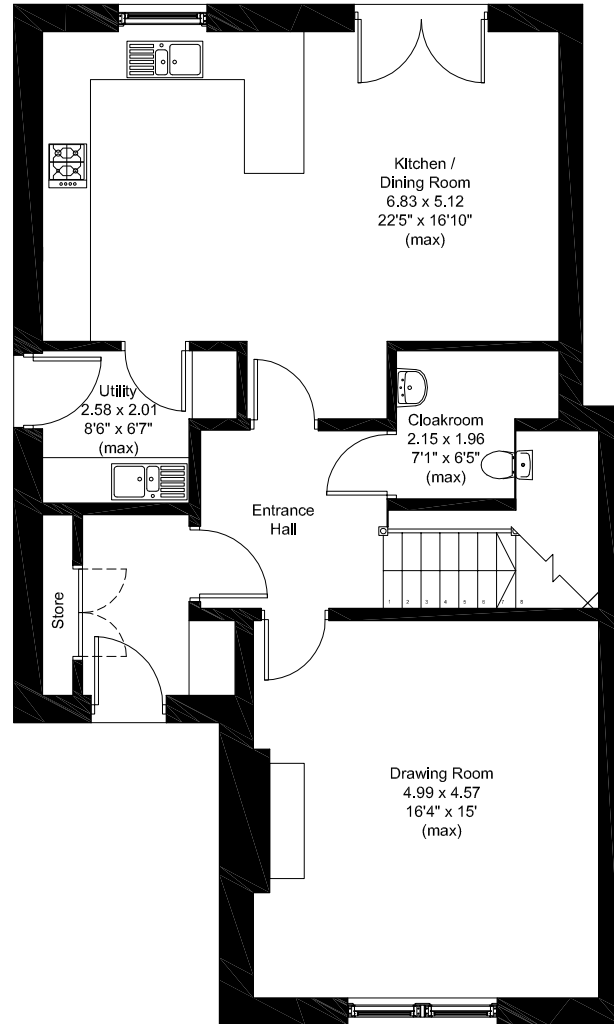 Kitchen /
Dining Room
6.83 x 5.12
22'5" x 16'10"
(max)
Utility
2.58 x 2.01
8'6" x 6'7"
(max)
Cloakroom
2.15 x 1.96
7'1" x 6'5"
(max)
Entrance
Hall
Store
1 2 3 4 5 6 7 8
Drawing Room
4.99 x 4.57
16'4" x 15'
(max)